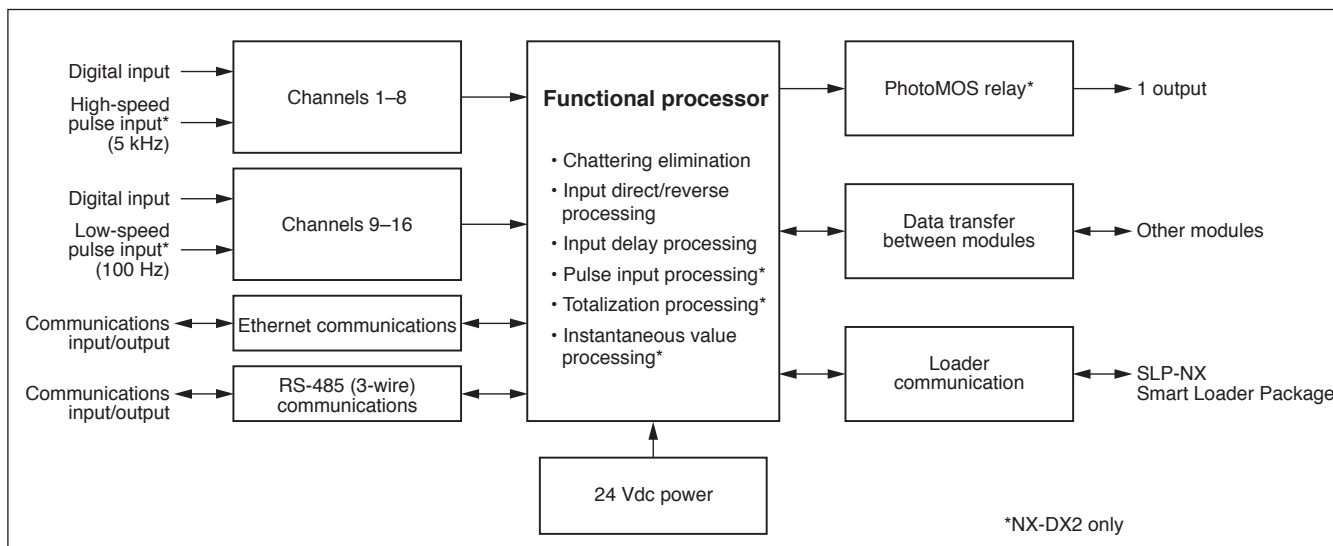 Digital input
High-speed
pulse input*
(5 kHz)
Channels 1–8
Digital input
Low-speed
pulse input*
(100 Hz)
Channels 9–16
Communications
input/output
Ethernet communications
Communications
input/output
RS-485 (3-wire)
communications
Functional processor
・Chattering elimination
・Input direct/reverse
processing
・Input delay processing
・Pulse input processing*
・Totalization processing*
・Instantaneous value
processing*
24 Vdc power
PhotoMOS relay*
1 output
Data transfer
between modules
Other modules
Loader
communication
SLP-NX
Smart Loader Package
*NX-DX2 only